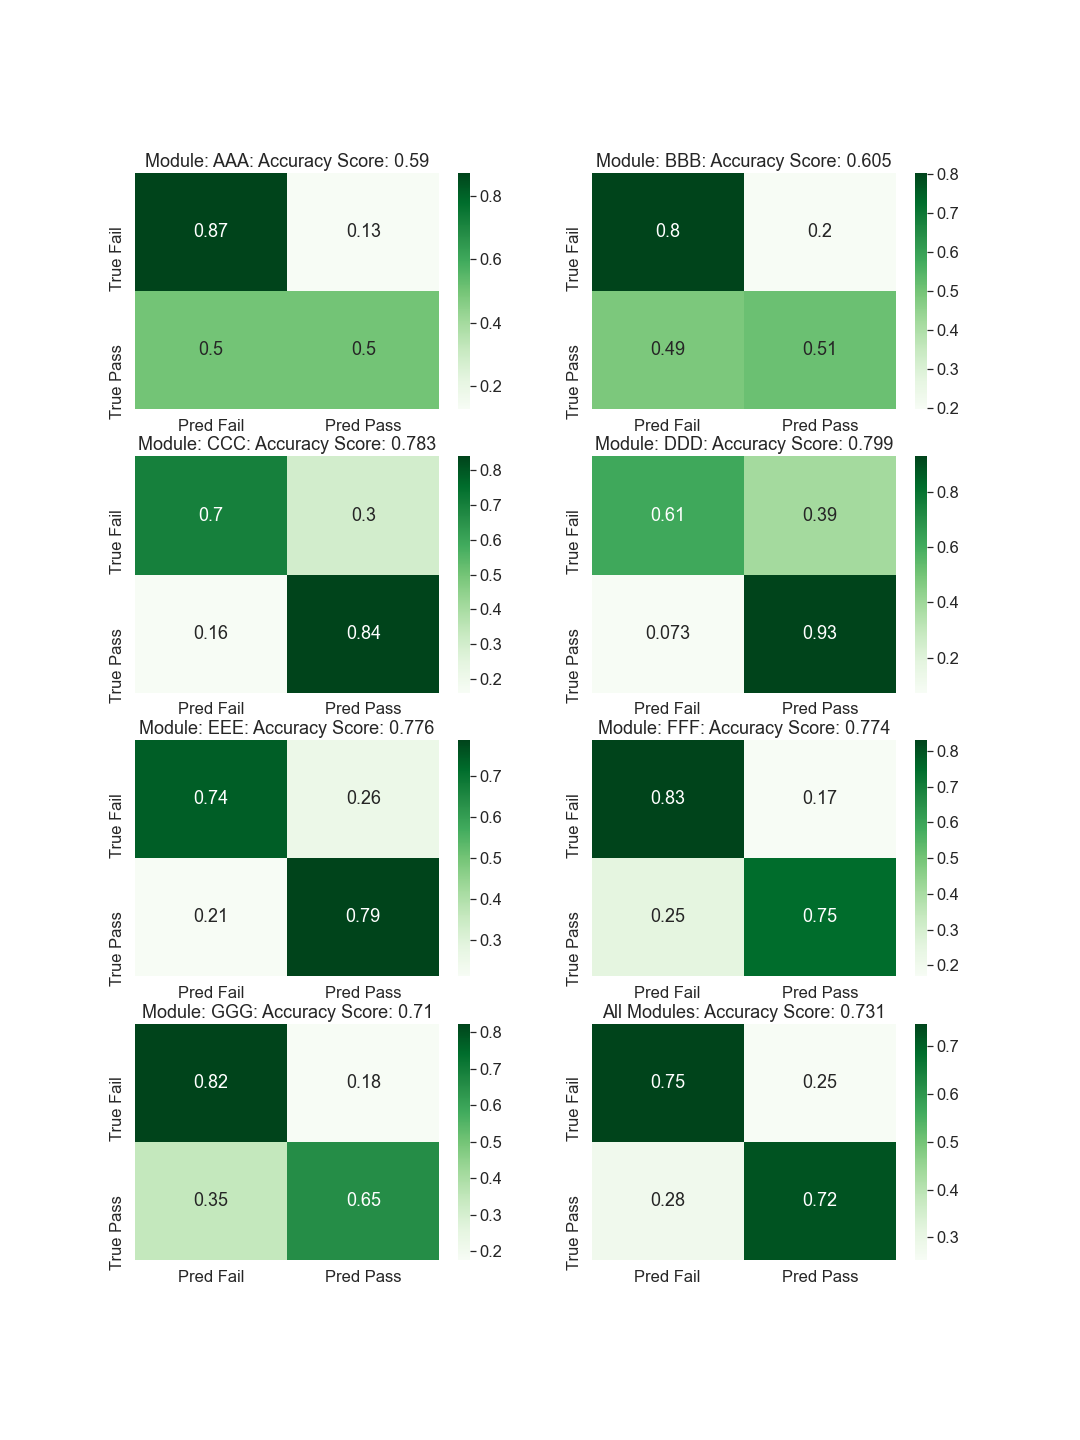 Module: AAA: Accuracy Score: 0.59
True Fail
True Pass
0.87
0.13
0.5
0.5
Pred Fail
Pred Pass
0.8
0.6
0.4
0.2
Module: BBB: Accuracy Score: 0.605
True Fail
True Pass
0.8
0.2
0.49
0.51
Pred Fail
Pred Pass
0.8
0.7
0.6
0.5
0.4
0.3
0.2
Module: CCC: Accuracy Score: 0.783
True Fail
True Pass
0.7
0.3
0.16
0.84
Pred Fail
Pred Pass
0.8
0.7
0.6
0.5
0.4
0.3
0.2
Module: DDD: Accuracy Score: 0.799
True Fail
True Pass
0.61
0.39
0.073
0.93
Pred Fail
Pred Pass
0.8
0.6
0.4
0.2
Module: EEE: Accuracy Score: 0.776
True Fail
True Pass
0.74
0.26
0.21
0.79
Pred Fail
Pred Pass
0.7
0.6
0.5
0.4
0.3
Module: FFF: Accuracy Score: 0.774
True Fail
True Pass
0.83
0.17
0.25
0.75
Pred Fail
Pred Pass
0.8
0.7
0.6
0.5
0.4
0.3
0.2
Module: GGG: Accuracy Score: 0.71
True Fail
True Pass
0.82
0.18
0.35
0.65
Pred Fail
Pred Pass
0.8
0.7
0.6
0.5
0.4
0.3
0.2
All Modules: Accuracy Score: 0.731
True Fail
True Pass
0.75
0.25
0.28
0.72
Pred Fail
Pred Pass
0.7
0.6
0.5
0.4
0.3